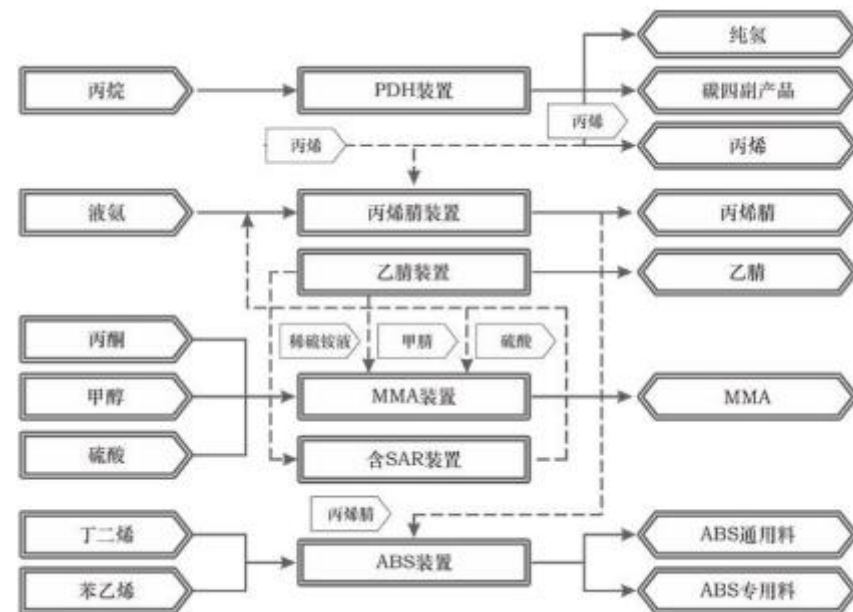 纯氢
丙烷
PDH装置
碳四副产品
丙烯
丙烯
丙烯
液氨
丙烯腈装置
丙烯腈
乙腈装置
乙腈
丙酮
稀硫铵液
甲腈
硫酸
甲醇
MMA装置
MMA
硫酸
含SAR装置
丙烯腈
丁二烯
ABS通用料
ABS装置
苯乙烯
ABS专用料